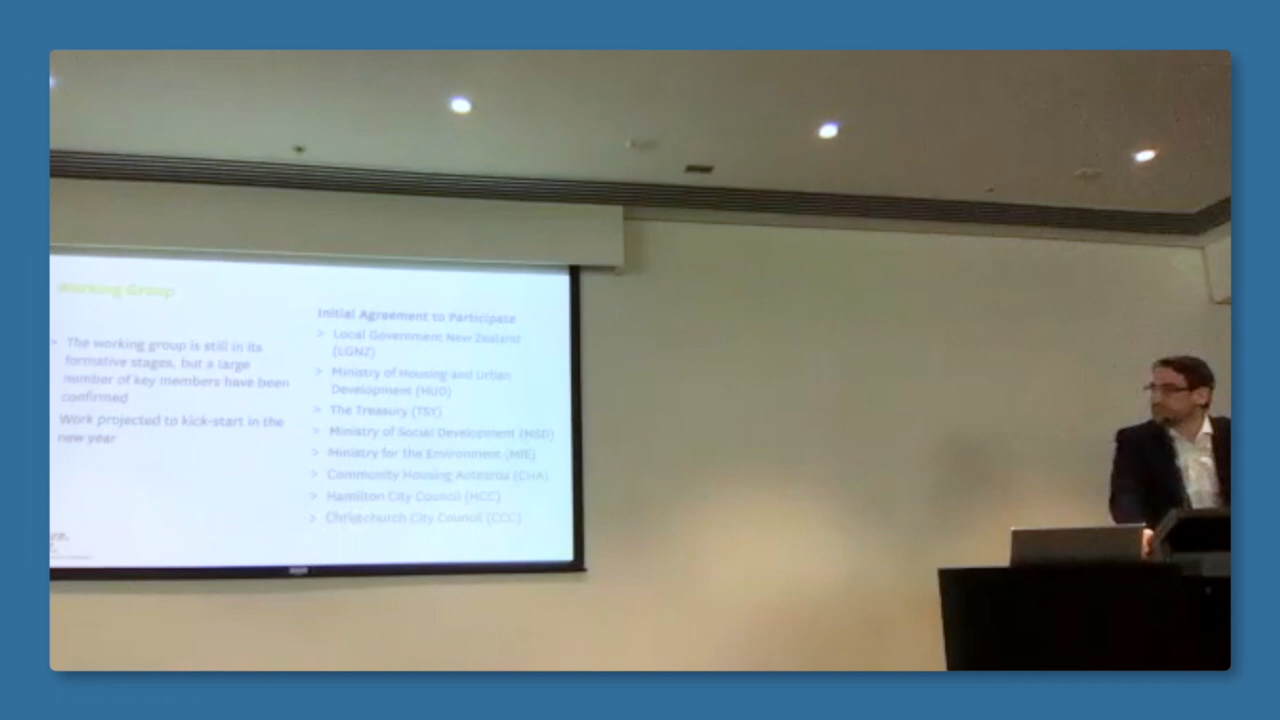 Working Group
> The working group is still in its
formative stages, but a large
number of key members have been
confirmed
Work projected to kick-start in the
new year
Initial Agreement to Participate
> Local Government New Zealand
(LGNZ)
> Ministry of Housing and Urban
Development (HUD)
> The Treasury (TSY)
> Ministry of Social Development (MSD)
> Ministry for the Environment (MfE)
> Community Housing Aotearoa (CHA)
> Hamilton City Council (HCC)
> Christchurch City Council (CCC)